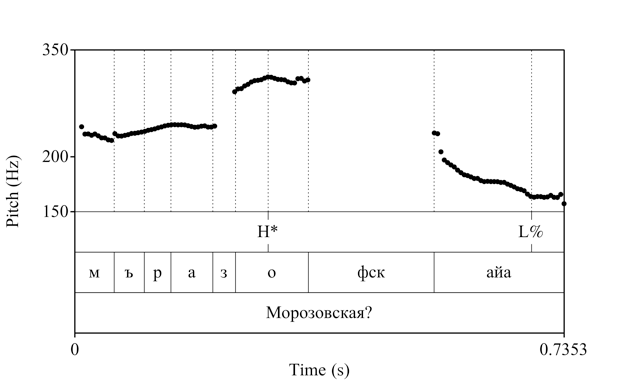 350
200
150
Pitch (Hz)
H* L%
м ъ р а з о фск айа
Морозовская?
0 0.7353
Time (s)